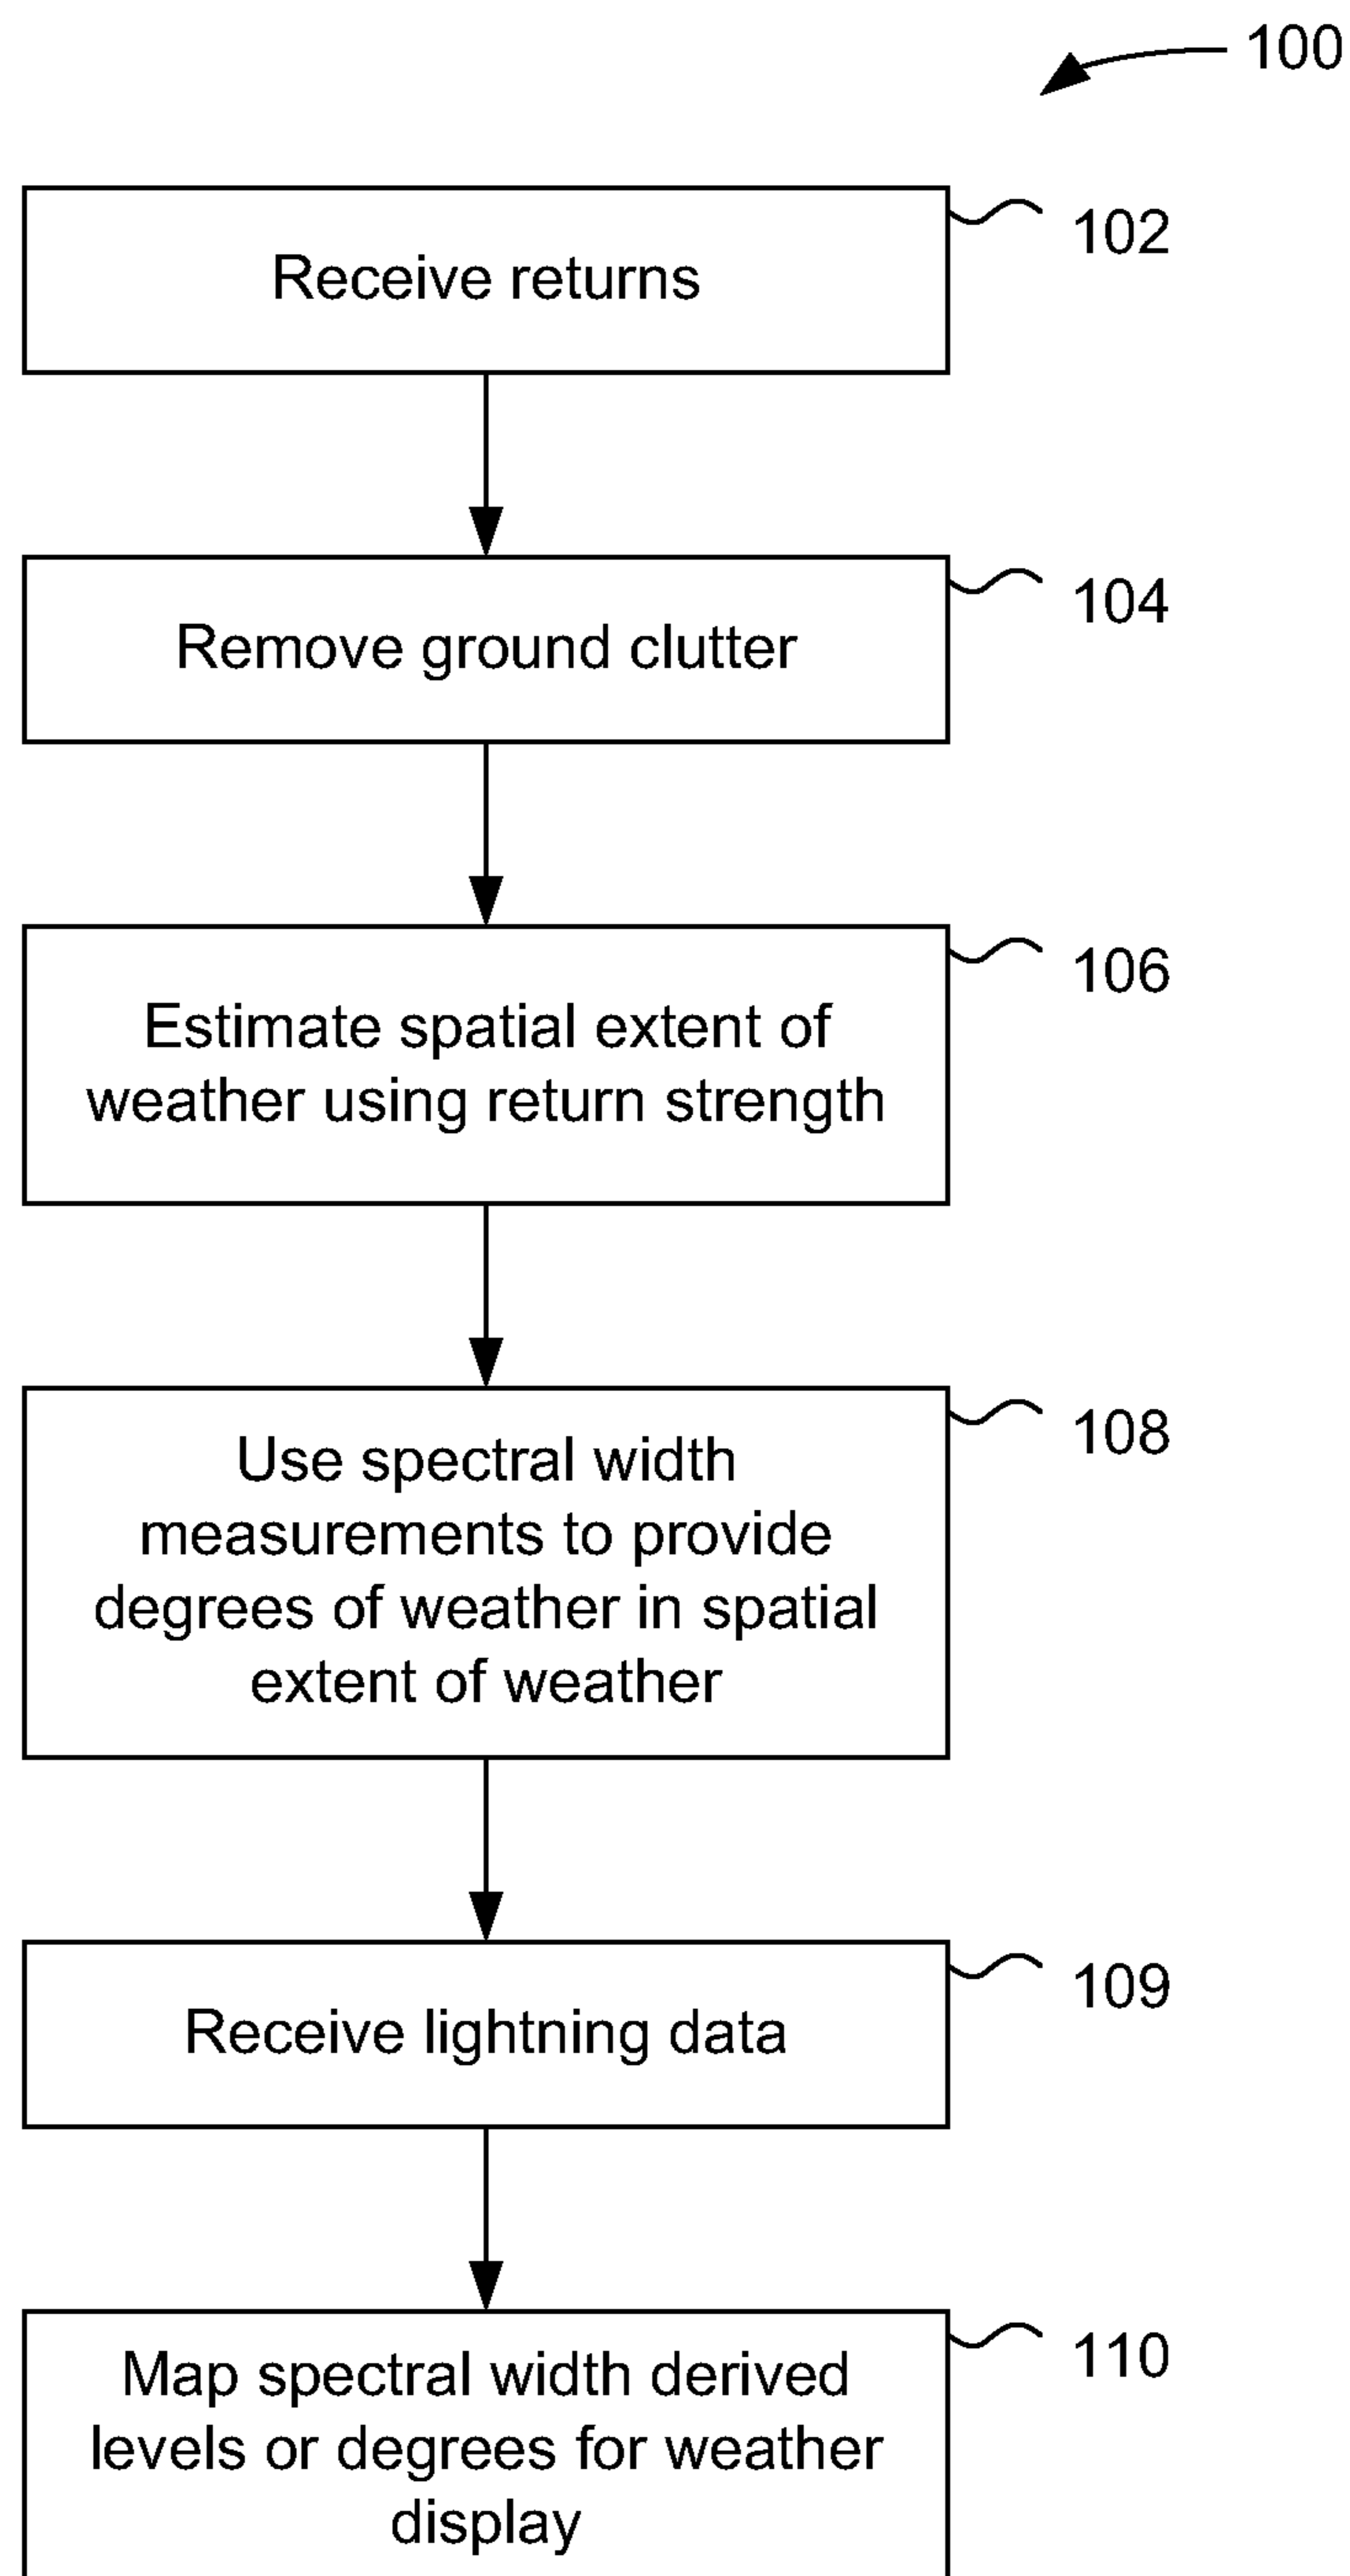 100
Receive returns
102
Remove ground clutter
104
Estimate spatial extent of
weather using return strength
106
Use spectral width
measurements to provide
degrees of weather in spatial
extent of weather
108
Receive lightning data
109
Map spectral width derived
levels or degrees for weather
display
110